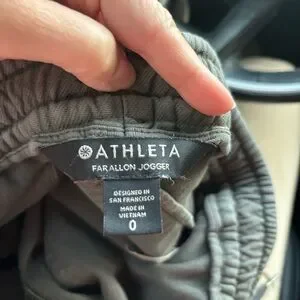 ATHLETA
FARALLON JOGGER
DESIGNED IN
SAN FRANCISCO
MADE IN
VIETNAM
0